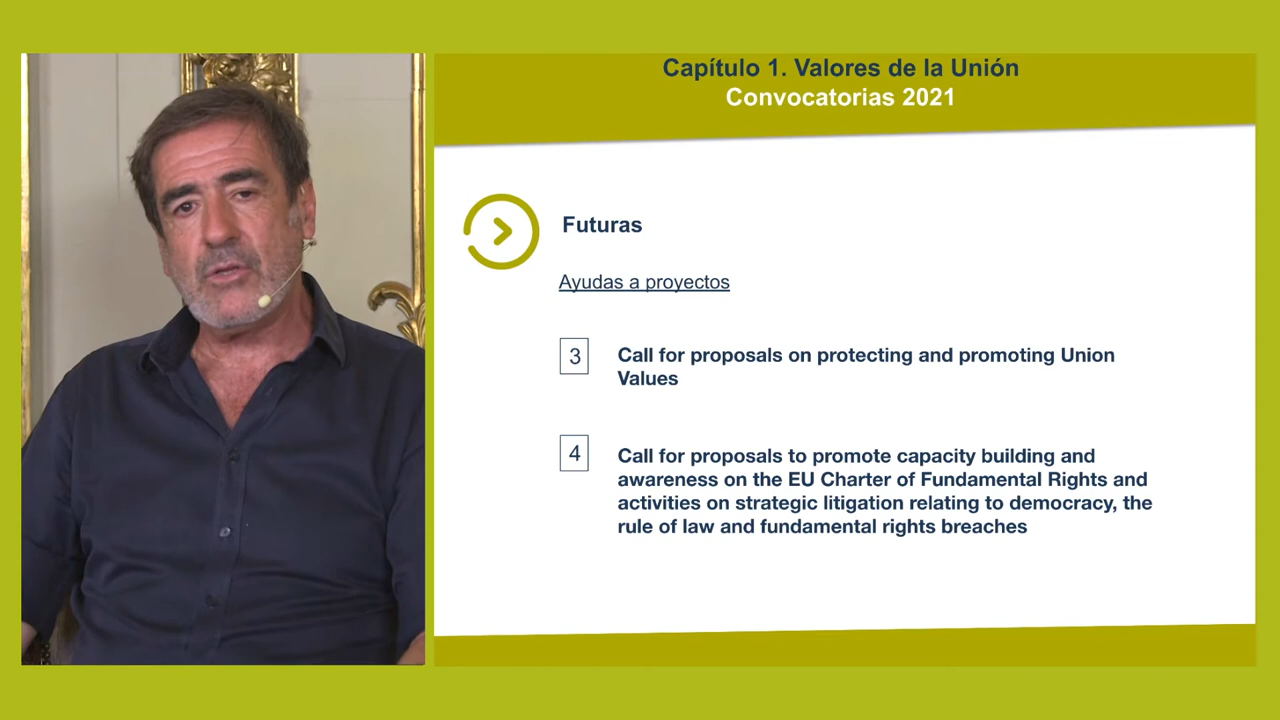 Capítulo 1. Valores de la Unión
Convocatorias 2021
Futuras
Ayudas a proyectos
3
Call for proposals on protecting and promoting Union
Values
4
Call for proposals to promote capacity building and
awareness on the EU Charter of Fundamental Rights and
activities on strategic litigation relating to democracy, the
rule of law and fundamental rights breaches